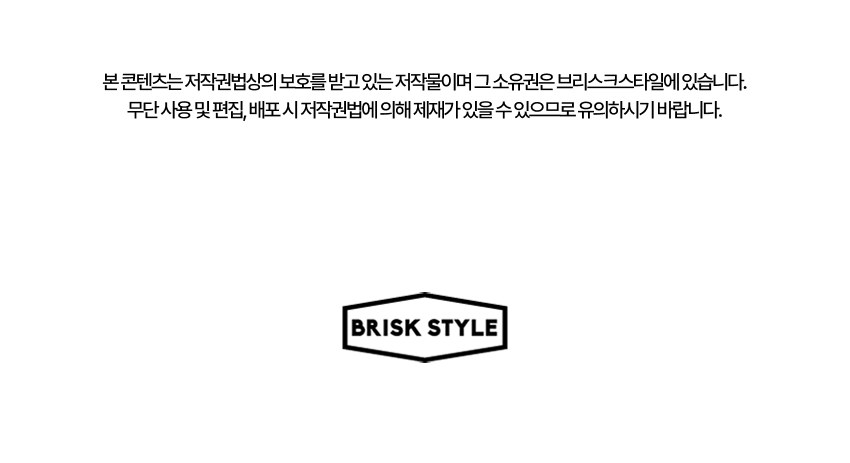 본 콘텐츠는 저작권법상의 보호를 받고 있는 저작물이며 그 소유권은 브리스크스타일에 있습니다.
무단 사용 및 편집, 배포 시 저작권법에 의해 제재가 있을 수 있으므로 유의하시기 바랍니다.
BRISK STYLE